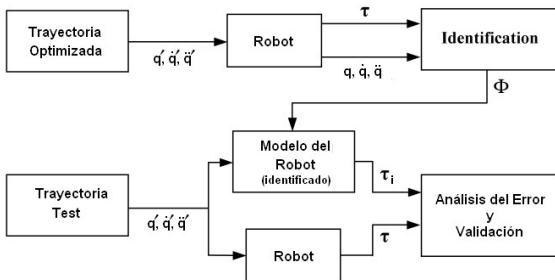 Trayectoria
Optimizada
q′, q̇′, q̈′
Robot
τ
q, q̇, q̈
Identification
Φ
Modelo del
Robot
(identificado)
Trayectoria
Test
q′, q̇′, q̈′
τi
Robot
τ
Análisis del Error
y
Validación